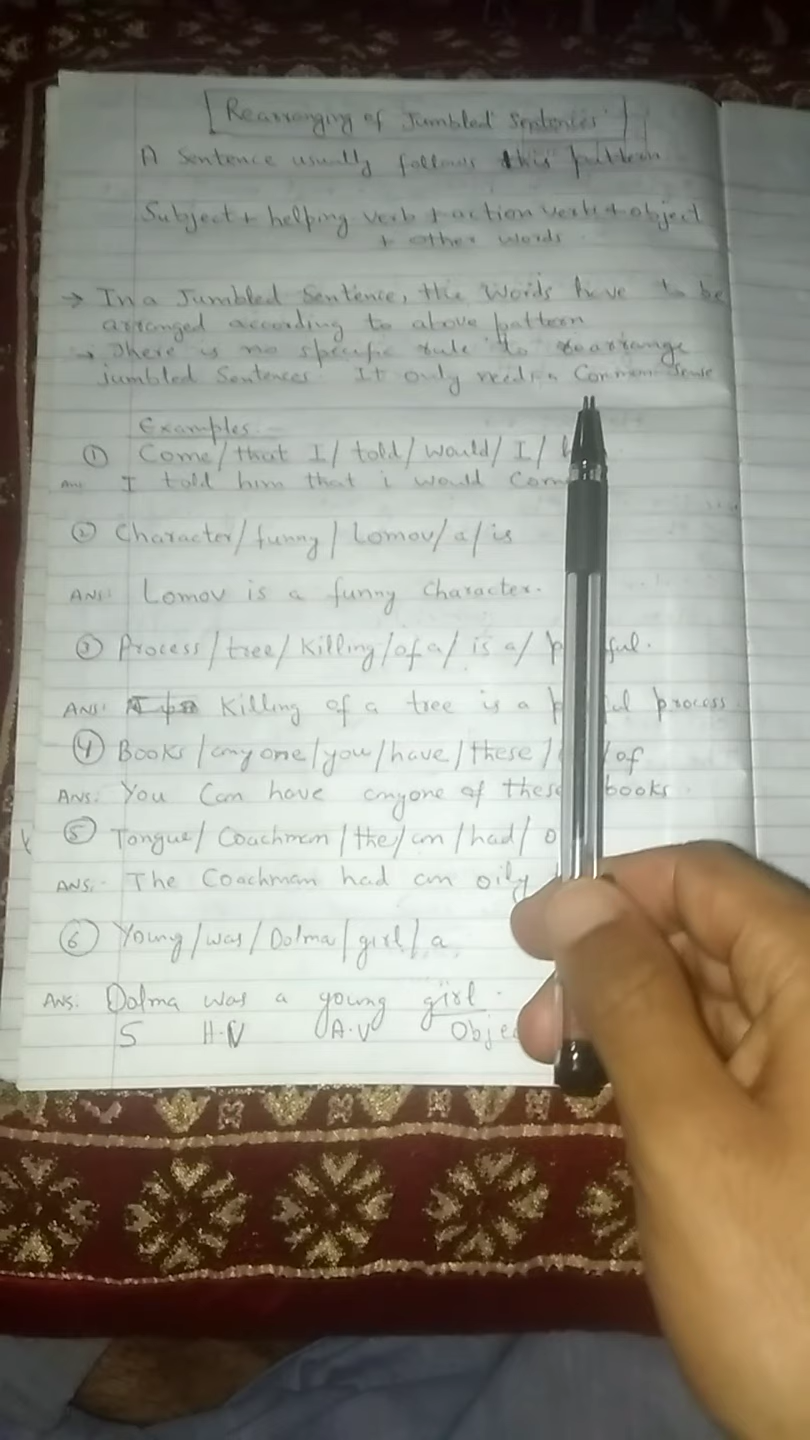 Rearranging of Jumbled Sentences
A Sentence usually follows this pattern
Subject + helping verb + action verb + object
+ other words
→ In a Jumbled Sentence, the Words have to be
arranged according to above pattern
→ There is no specific rule to rearrange
jumbled Sentences. It only needs a Common Sense
Examples:-
① Come/that I/told/would/I/
Ans I told him that i would Com
② Character/funny/Lomov/a/is
ANS: Lomov is a funny Character.
③ Process/tree/Killing/of a/is a/ p ful.
ANS: Killing of a tree is a p ul process
④ Books/anyone/you/have/these/ /of
ANS: You Can have anyone of these books.
⑤ Tongue/Coachman/the/an/had/o
ANS:- The Coachman had an oily
⑥ Young/was/Dolma/girl/a
ANS. Dolma was a young girl.
S H.V A.V Obje